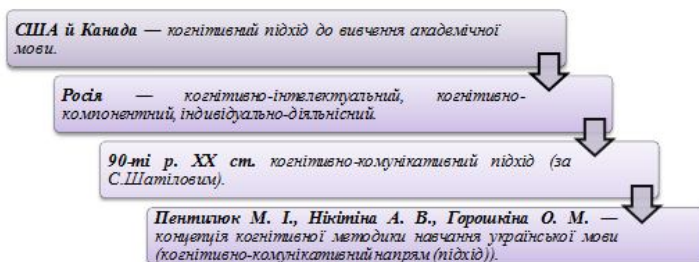 США й Канада — когнітивний підхід до вивчення академічної
мови.
Росія — когнітивно-інтелектуальний, когнітивно-
компонентний, індивідуально-діяльнісний.
90-ті р. ХХ ст. когнітивно-комунікативний підхід (за
С.Шатіловим).
Пентилюк М. І., Нікітіна А. В., Горошкіна О. М. —
концепція когнітивної методики навчання української мови
(когнітивно-комунікативний напрям (підхід)).